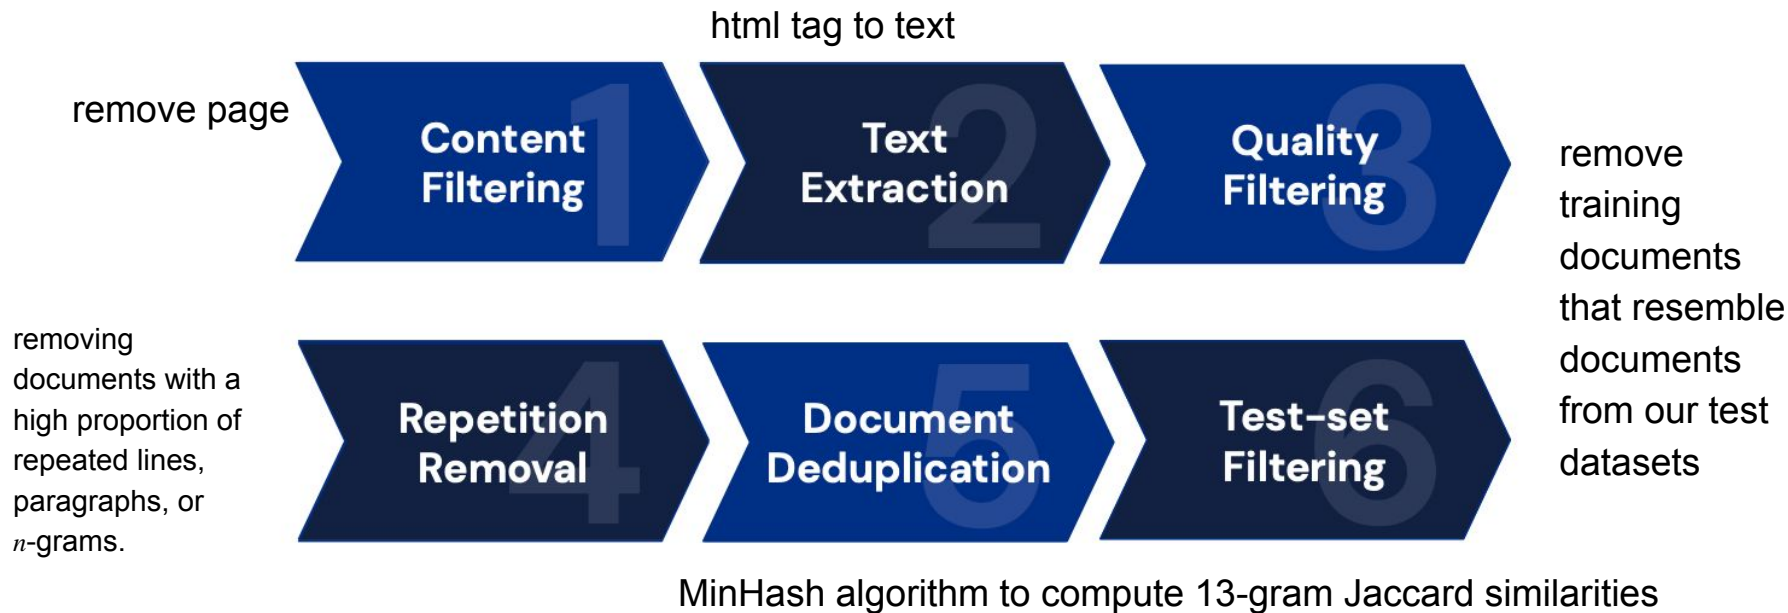 html tag to text
remove page
1
Content
Filtering
2
Text
Extraction
3
Quality
Filtering
remove
training
documents
that resemble
documents
from our test
datasets
removing
documents with a
high proportion of
repeated lines,
paragraphs, or
n-grams.
4
Repetition
Removal
5
Document
Deduplication
6
Test-set
Filtering
MinHash algorithm to compute 13-gram Jaccard similarities